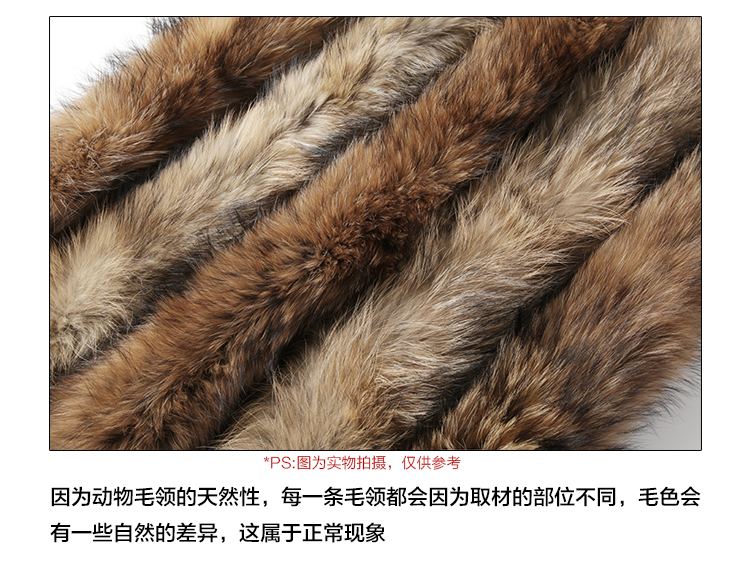 *PS:图为实物拍摄，仅供参考
因为动物毛领的天然性，每一条毛领都会因为取材的部位不同，毛色会
有一些自然的差异，这属于正常现象